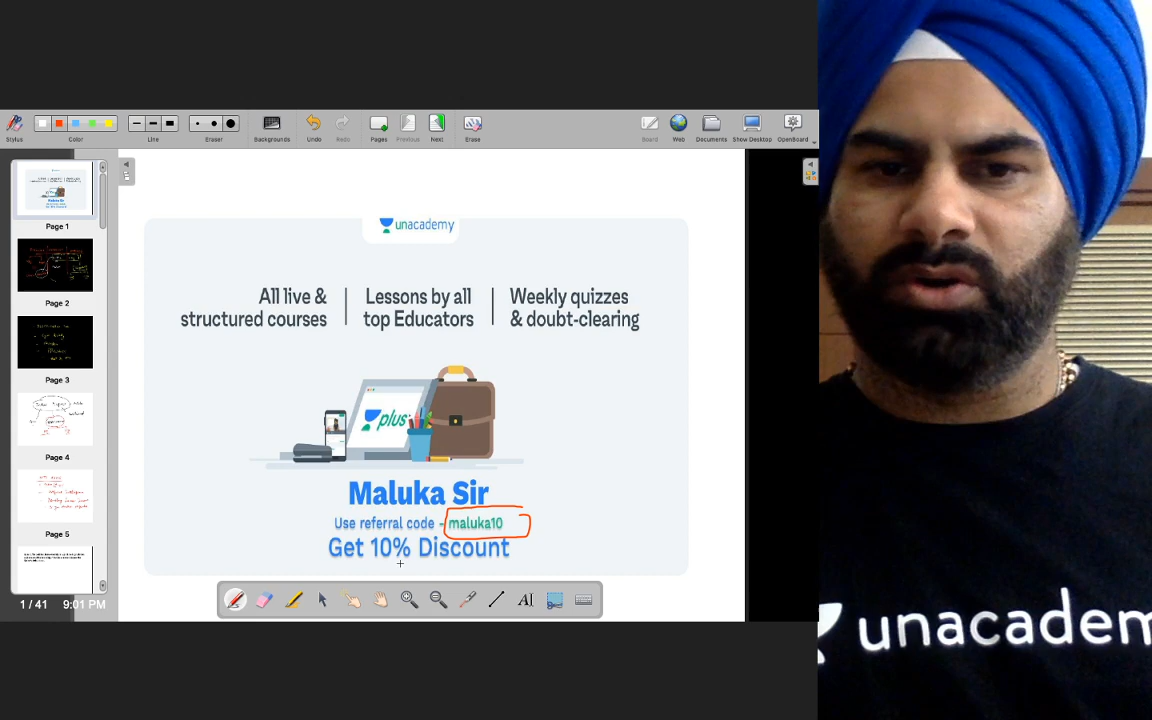 Stylus
Color
Line
Eraser
Backgrounds
Undo
Redo
Pages
Previous
Next
Erase
Board
Web
Documents
Show Desktop
OpenBoard
Page 1
Page 2
Page 3
Page 4
Page 5
1 / 41 9:01 PM
unacademy
All live &
structured courses
Lessons by all
top Educators
Weekly quizzes
& doubt-clearing
plus
Maluka Sir
Use referral code - maluka10
Get 10% Discount
AI
unacadem